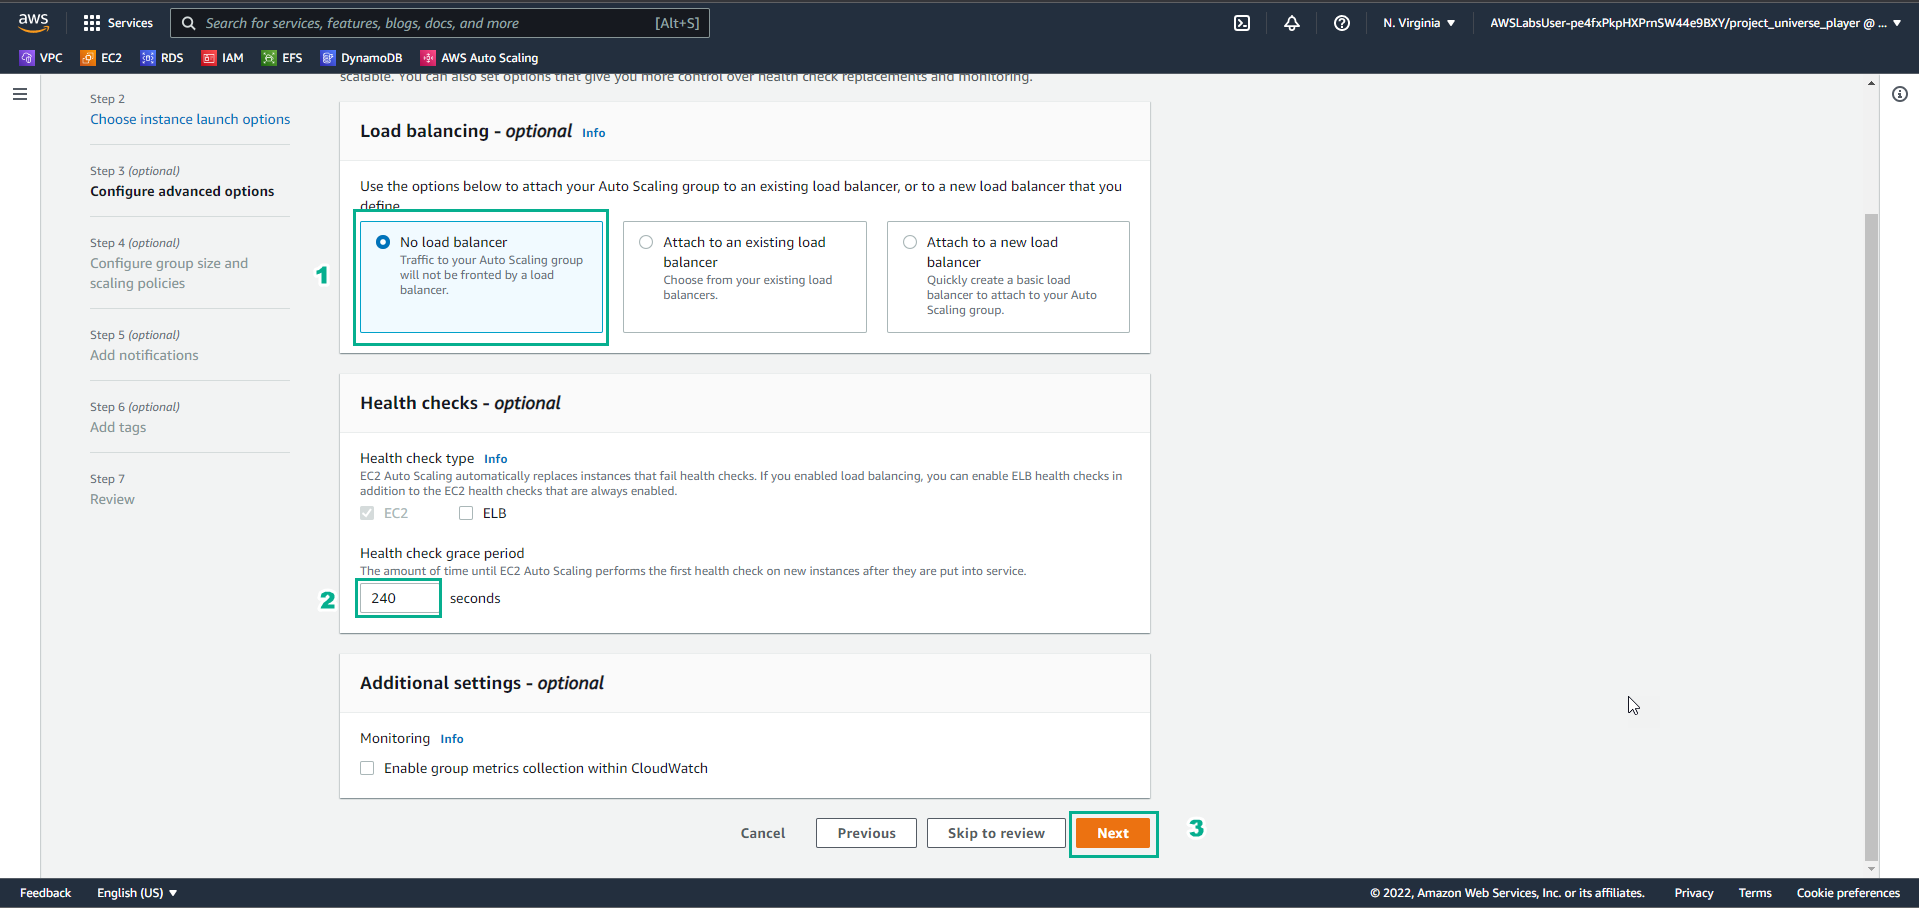 aws
Services
Search for services, features, blogs, docs, and more
[Alt+S]
N. Virginia
AWSLabsUser-pe4fxPkpHXPrnSW44e9BXY/project_universe_player @ ...
VPC
EC2
RDS
IAM
EFS
DynamoDB
AWS Auto Scaling
scalable. You can also set options that give you more control over health check replacements and monitoring.
Step 2
Choose instance launch options
Step 3 (optional)
Configure advanced options
Step 4 (optional)
Configure group size and
scaling policies
Step 5 (optional)
Add notifications
Step 6 (optional)
Add tags
Step 7
Review
Load balancing - optional Info
Use the options below to attach your Auto Scaling group to an existing load balancer, or to a new load balancer that you
define.
1
No load balancer
Traffic to your Auto Scaling group
will not be fronted by a load
balancer.
Attach to an existing load
balancer
Choose from your existing load
balancers.
Attach to a new load
balancer
Quickly create a basic load
balancer to attach to your Auto
Scaling group.
Health checks - optional
Health check type Info
EC2 Auto Scaling automatically replaces instances that fail health checks. If you enabled load balancing, you can enable ELB health checks in
addition to the EC2 health checks that are always enabled.
EC2
ELB
Health check grace period
The amount of time until EC2 Auto Scaling performs the first health check on new instances after they are put into service.
2
240
seconds
Additional settings - optional
Monitoring Info
Enable group metrics collection within CloudWatch
Cancel
Previous
Skip to review
Next
3
Feedback
English (US)
© 2022, Amazon Web Services, Inc. or its affiliates.
Privacy
Terms
Cookie preferences